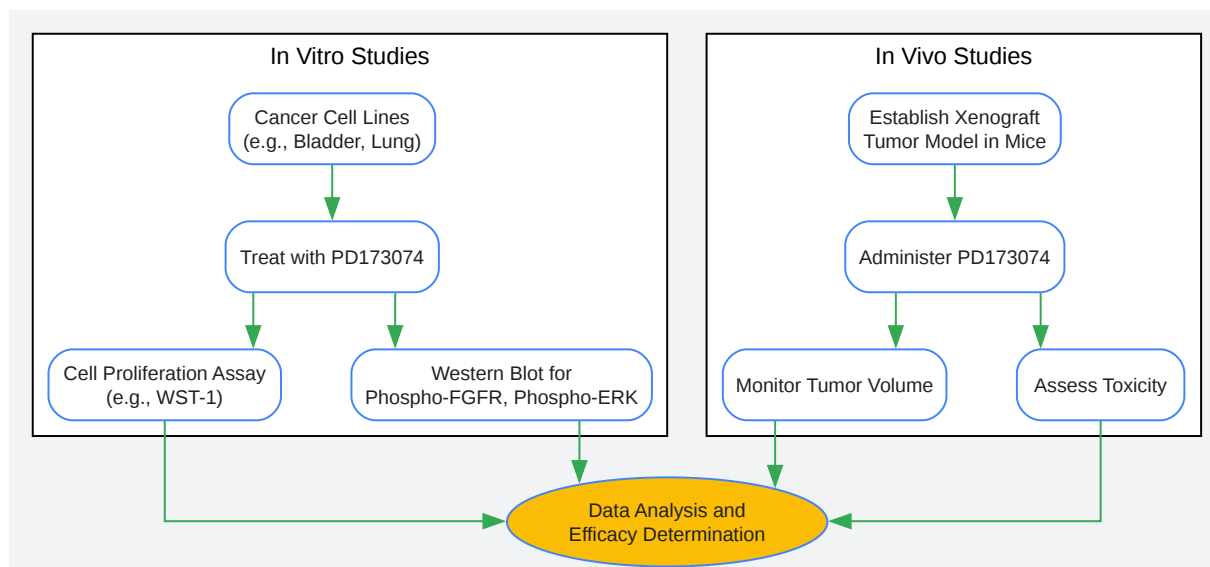 In Vitro Studies
Cancer Cell Lines
(e.g., Bladder, Lung)
Treat with PD173074
Cell Proliferation Assay
(e.g., WST-1)
Western Blot for
Phospho-FGFR, Phospho-ERK
In Vivo Studies
Establish Xenograft
Tumor Model in Mice
Administer PD173074
Monitor Tumor Volume
Assess Toxicity
Data Analysis and
Efficacy Determination